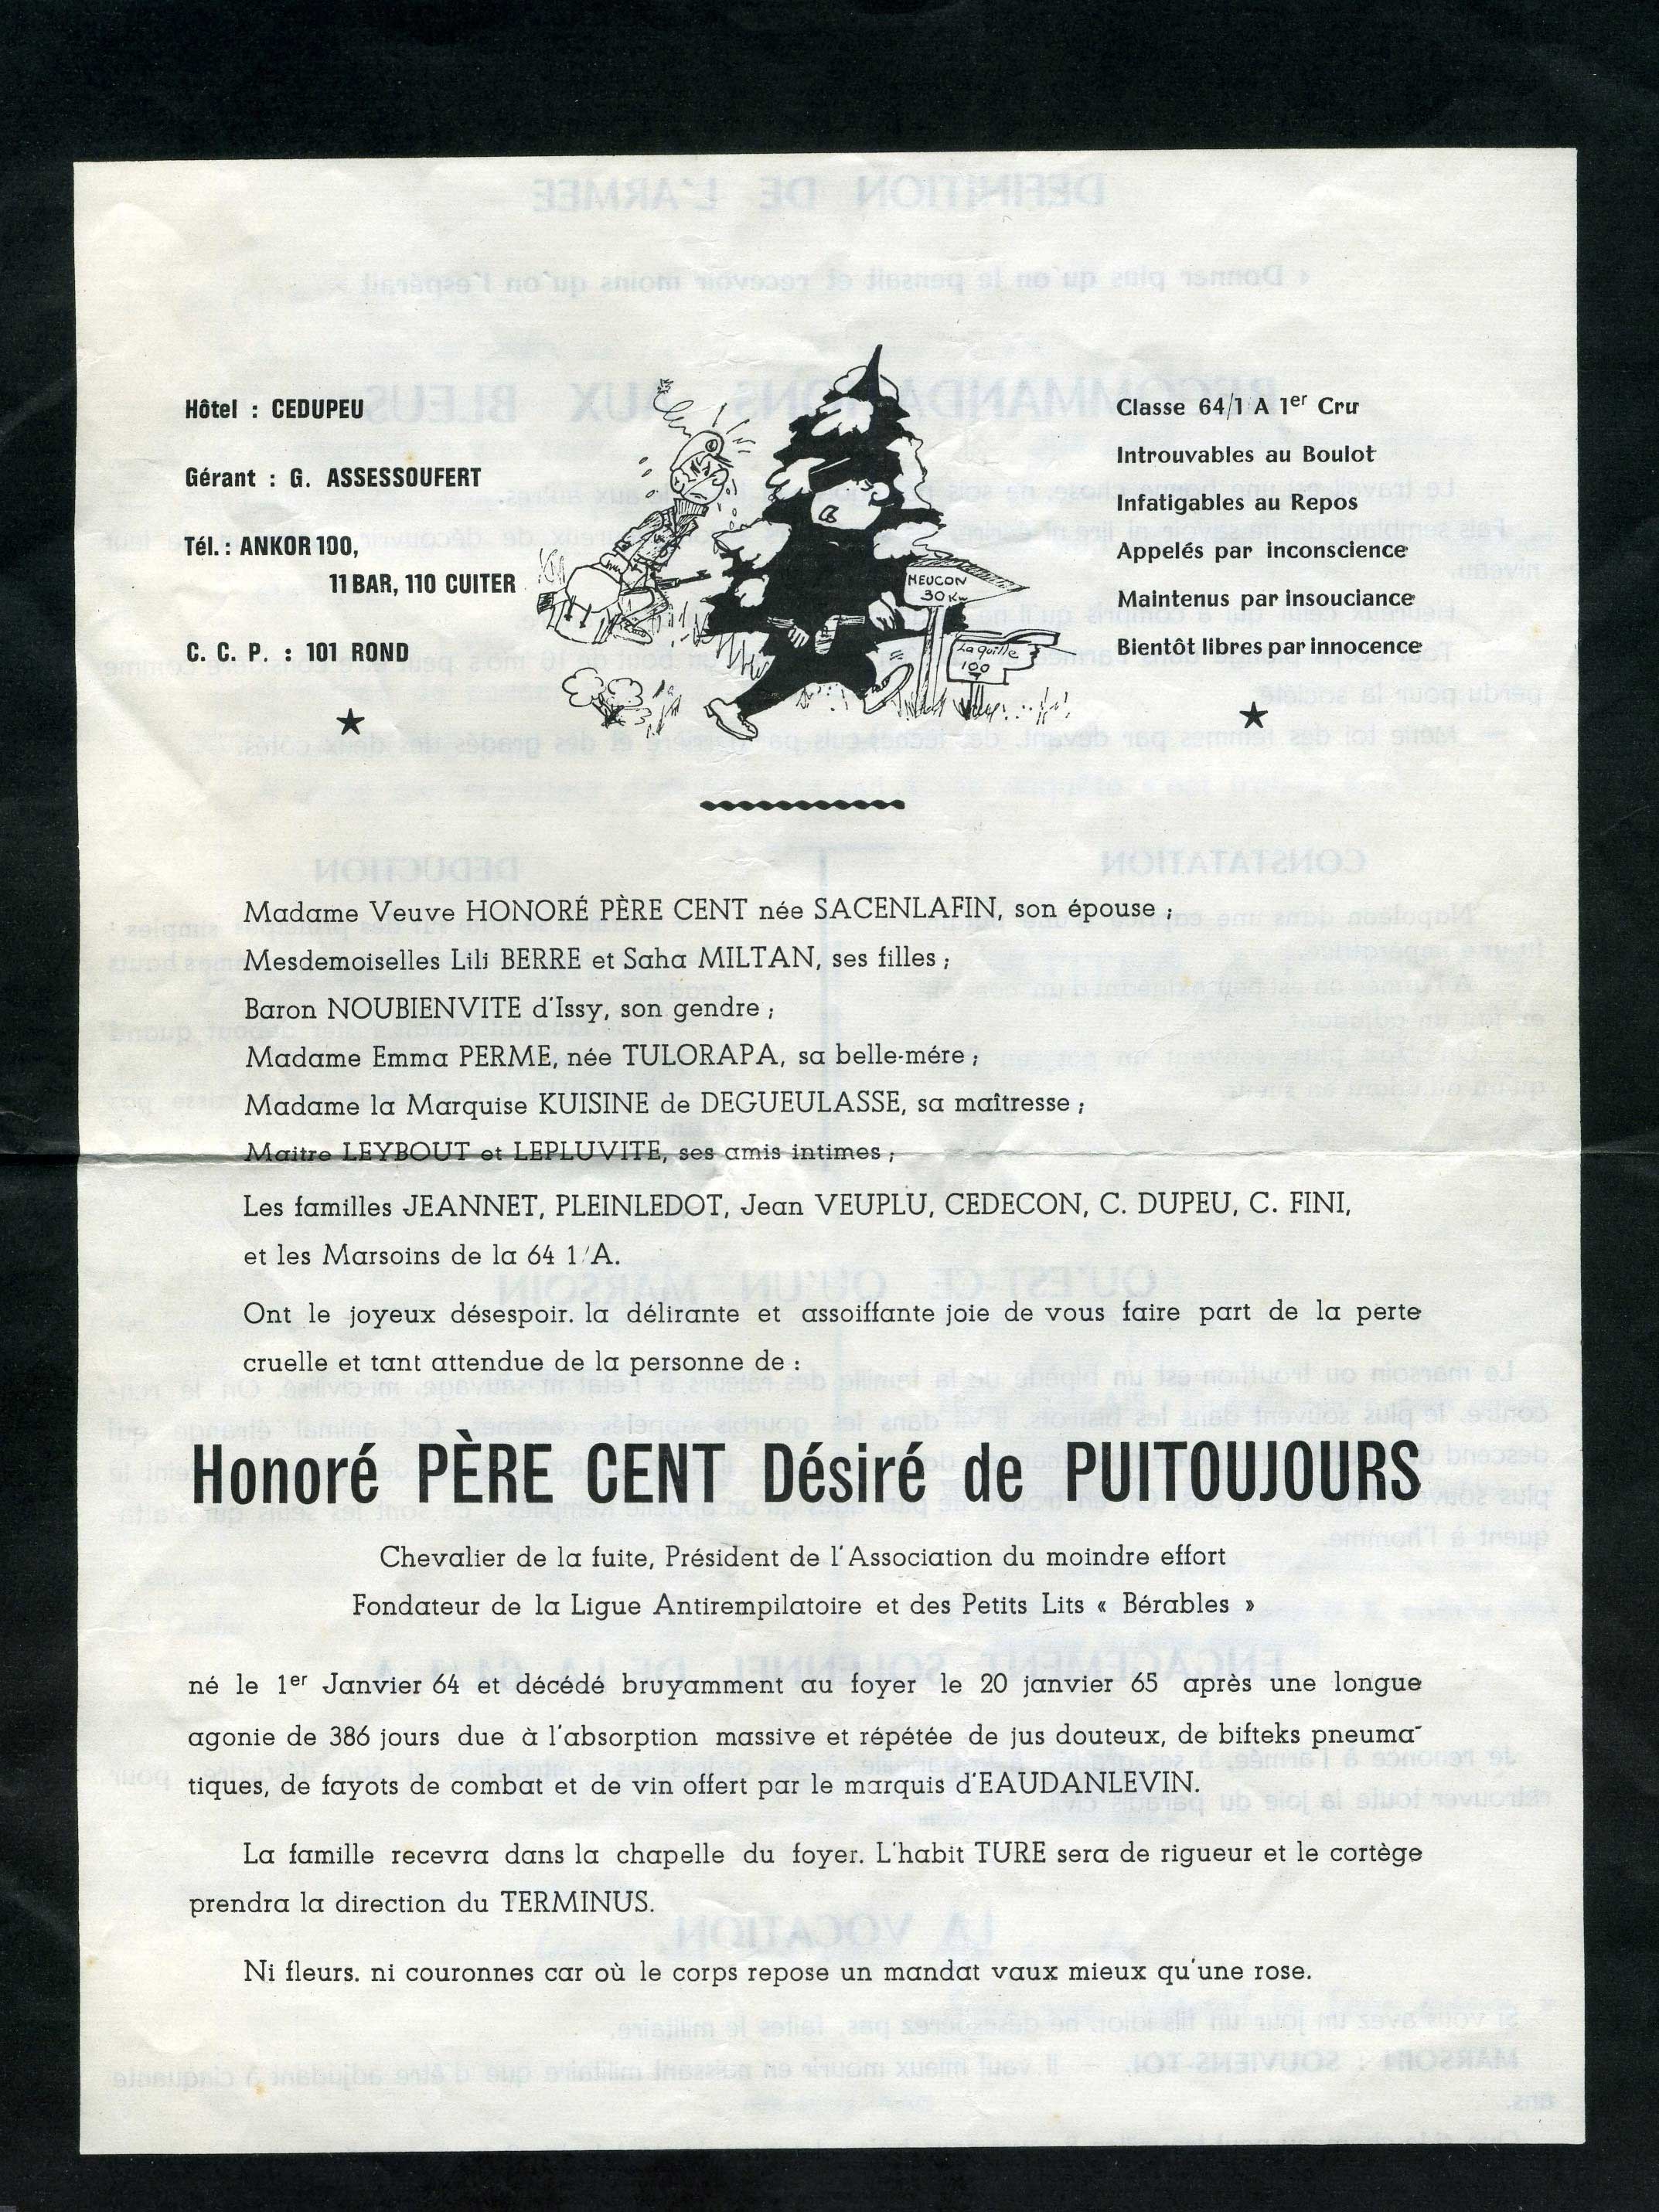 Hôtel : CEDUPEU
Gérant : G. ASSESSOUFERT
Tél. : ANKOR 100,
11 BAR, 110 CUITER
C. C. P. : 101 ROND
★
MEUCON
30 Km
La quille
100
Classe 64/1 A 1er Cru
Introuvables au Boulot
Infatigables au Repos
Appelés par inconscience
Maintenus par insouciance
Bientôt libres par innocence
★
Madame Veuve HONORÉ PÈRE CENT née SACENLAFIN, son épouse ;
Mesdemoiselles Lili BERRE et Saha MILTAN, ses filles ;
Baron NOUBIENVITE d'Issy, son gendre ;
Madame Emma PERME, née TULORAPA, sa belle-mére ;
Madame la Marquise KUISINE de DEGUEULASSE, sa maîtresse ;
Maitre LEYBOUT et LEPLUVITE, ses amis intimes ;
Les familles JEANNET, PLEINLEDOT, Jean VEUPLU, CEDECON, C. DUPEU, C. FINI,
et les Marsoins de la 64 1/A.
Ont le joyeux désespoir. la délirante et assoiffante joie de vous faire part de la perte
cruelle et tant attendue de la personne de :
Honoré PÈRE CENT Désiré de PUITOUJOURS
Chevalier de la fuite, Président de l'Association du moindre effort
Fondateur de la Ligue Antirempilatoire et des Petits Lits « Bérables »
né le 1er Janvier 64 et décédé bruyamment au foyer le 20 janvier 65 après une longue
agonie de 386 jours due à l'absorption massive et répétée de jus douteux, de bifteks pneuma-
tiques, de fayots de combat et de vin offert par le marquis d'EAUDANLEVIN.
La famille recevra dans la chapelle du foyer. L'habit TURE sera de rigueur et le cortège
prendra la direction du TERMINUS.
Ni fleurs. ni couronnes car où le corps repose un mandat vaux mieux qu'une rose.